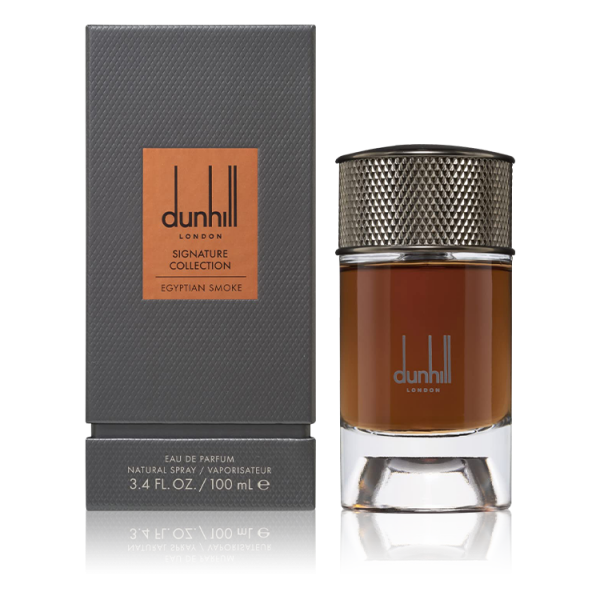 dunhill
LONDON
SIGNATURE
COLLECTION
EGYPTIAN SMOKE
EAU DE PARFUM
NATURAL SPRAY / VAPORISATEUR
3.4 FL. OZ. / 100 mL ℮
dunhill
LONDON